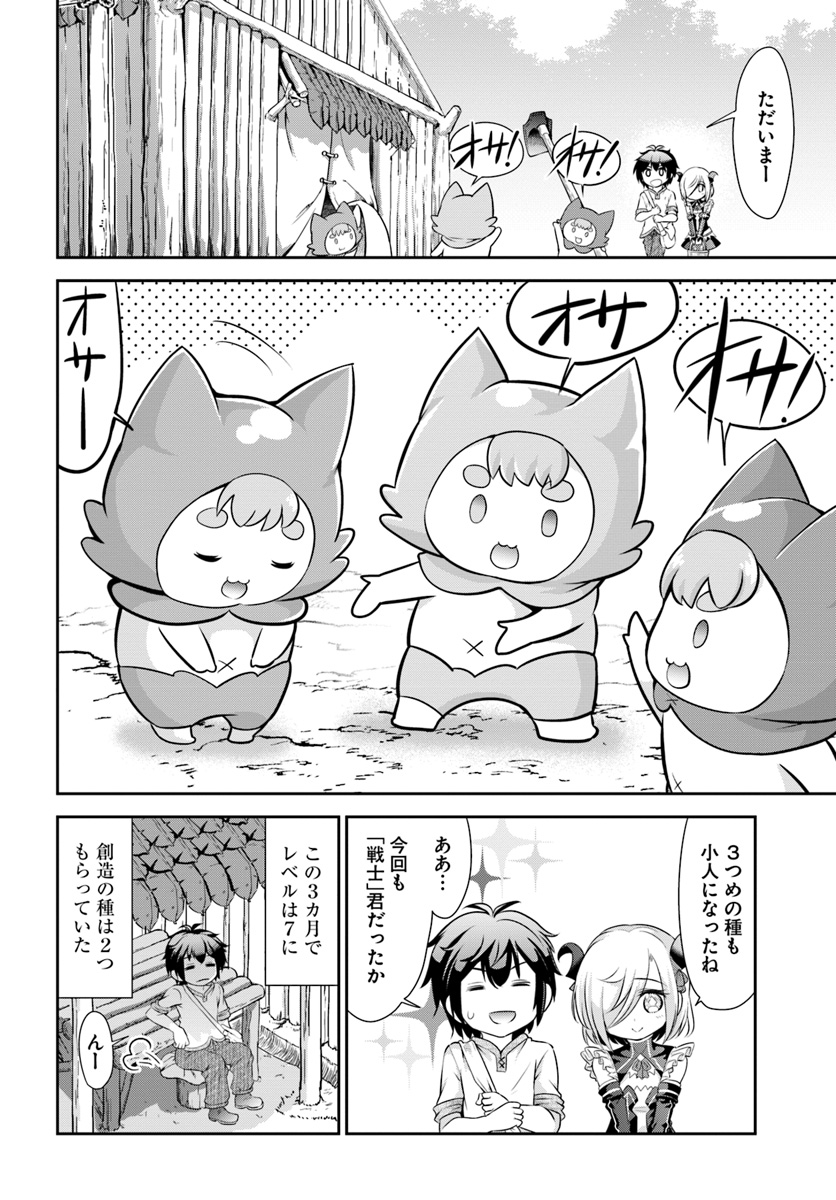 ただいまー
オサ！
オサ！
オサ！
オサ
オサー
3つめの種も
小人になったね
ああ…
今回も
「戦士」君だったか
この3カ月で
レベルは7に
創造の種は2つ
もらっていた
んー